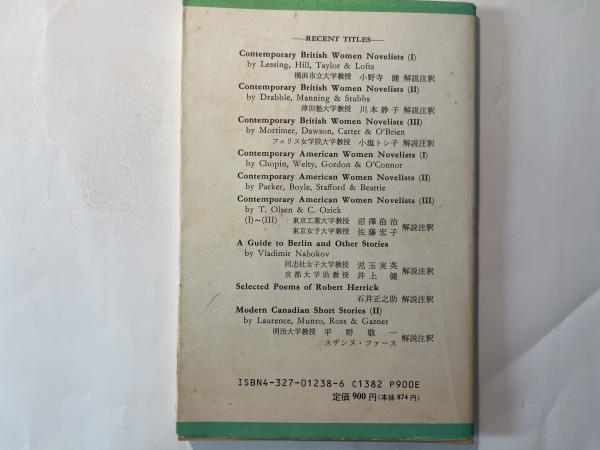 —RECENT TITLES—
Contemporary British Women Novelists (I)
by Lessing, Hill, Taylor & Lofts
横浜市立大学教授 小野寺 健 解説注釈
Contemporary British Women Novelists (II)
by Drabble, Manning & Stubbs
津田塾大学教授 川本静子 解説注釈
Contemporary British Women Novelists (III)
by Mortimer, Dawson, Carter & O'Brien
フェリス女学院大学教授 小塩トシ子 解説注釈
Contemporary American Women Novelists (I)
by Chopin, Welty, Gordon & O'Connor
Contemporary American Women Novelists (II)
by Parker, Boyle, Stafford & Beattie
Contemporary American Women Novelists (III)
by T. Olsen & C. Ozick
(I)~(III) 東京工業大学教授 沼澤洽治
東京女子大学教授 佐藤宏子 解説注釈
A Guide to Berlin and Other Stories
by Vladimir Nabokov
同志社女子大学教授 児玉実英
京都大学助教授 井上 健 解説注釈
Selected Poems of Robert Herrick
石井正之助 解説注釈
Modern Canadian Short Stories (II)
by Laurence, Munro, Ross & Garner
明治大学教授 平野敬一
スザンヌ・ファース 解説注釈
ISBN4-327-01238-6 C1382 P900E
定価 900円(本体 874円)